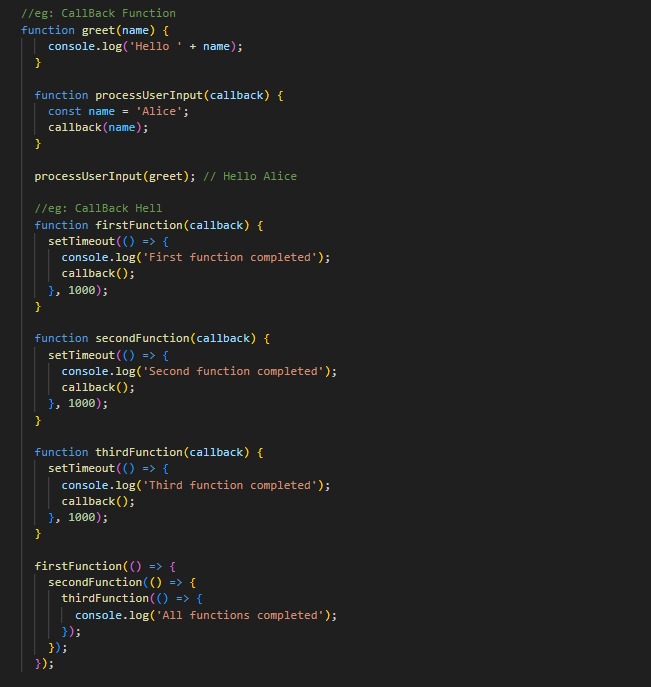 //eg: CallBack Function
function greet(name) {
    console.log('Hello ' + name);
  }

  function processUserInput(callback) {
    const name = 'Alice';
    callback(name);
  }

  processUserInput(greet); // Hello Alice

  //eg: CallBack Hell
  function firstFunction(callback) {
    setTimeout(() => {
      console.log('First function completed');
      callback();
    }, 1000);
  }

  function secondFunction(callback) {
    setTimeout(() => {
      console.log('Second function completed');
      callback();
    }, 1000);
  }

  function thirdFunction(callback) {
    setTimeout(() => {
      console.log('Third function completed');
      callback();
    }, 1000);
  }

  firstFunction(() => {
    secondFunction(() => {
      thirdFunction(() => {
        console.log('All functions completed');
      });
    });
  });